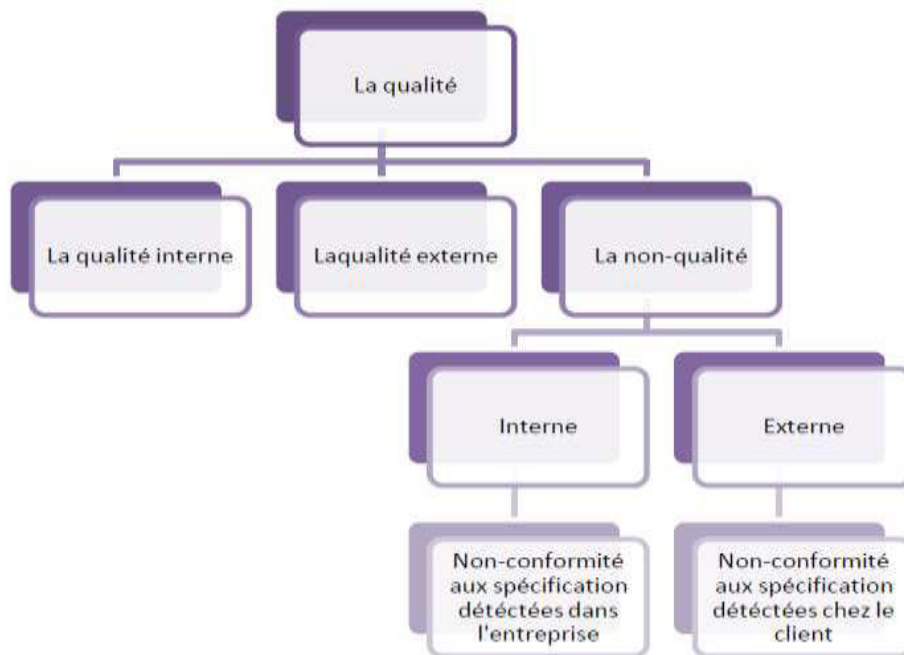 La qualité
La qualité interne
Laqualité externe
La non-qualité
Interne
Externe
Non-conformité
aux spécification
détéctées dans
l'entreprise
Non-conformité
aux spécification
détéctées chez le
client